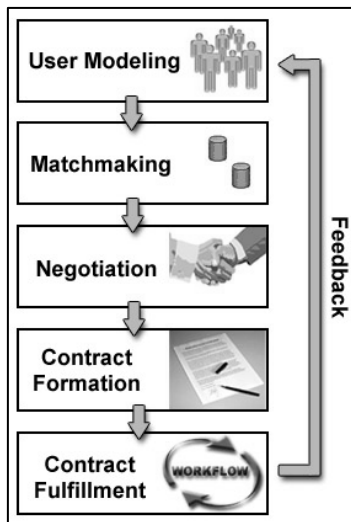 User Modeling
Matchmaking
Negotiation
Contract
Formation
Contract
Fulfillment
WORKFLOW
Feedback